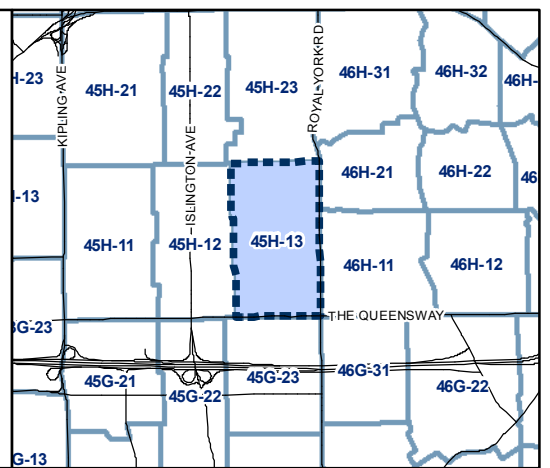 H-23
45H-21
45H-22
45H-23
46H-31
46H-32
46H-
KIPLING AVE
ISLINGTON AVE
ROYAL YORK RD
I-13
46H-21
46H-22
46
45H-11
45H-12
45H-13
46H-11
46H-12
G-23
THE QUEENSWAY
45G-21
45G-22
45G-23
46G-31
46G-22
G-13